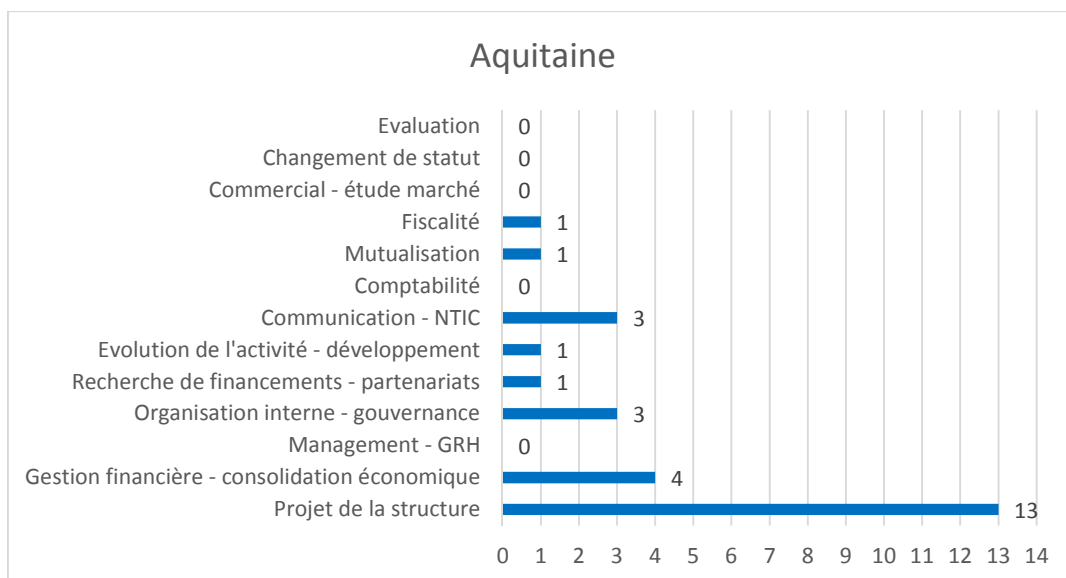 Aquitaine
Evaluation 0
Changement de statut 0
Commercial - étude marché 0
Fiscalité 1
Mutualisation 1
Comptabilité 0
Communication - NTIC 3
Evolution de l'activité - développement 1
Recherche de financements - partenariats 1
Organisation interne - gouvernance 3
Management - GRH 0
Gestion financière - consolidation économique 4
Projet de la structure 13
0 1 2 3 4 5 6 7 8 9 10 11 12 13 14